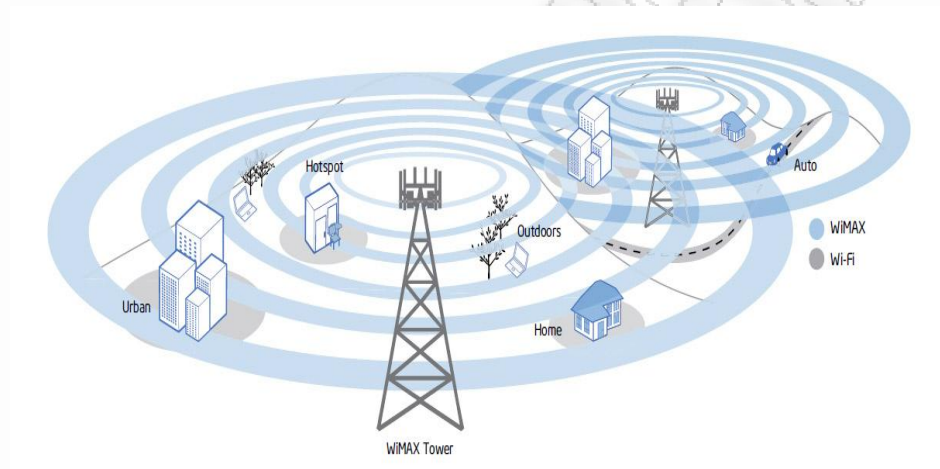 Hotspot
Auto
Outdoors
WiMAX
Wi-Fi
Urban
Home
WiMAX Tower